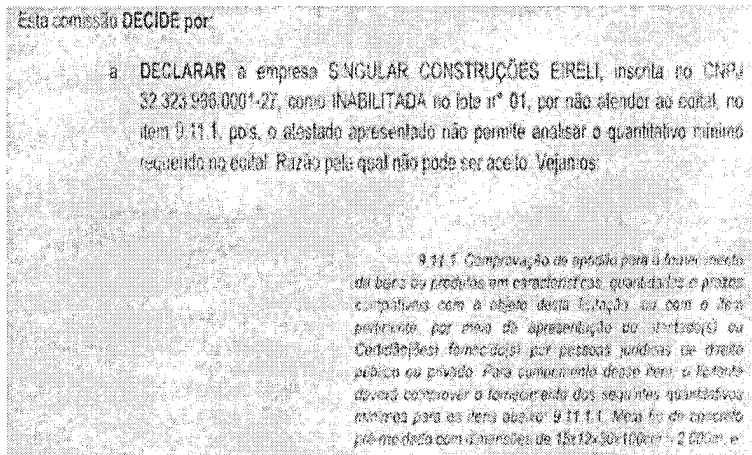 Esta comissão DECIDE por:
a DECLARAR a empresa SINGULAR CONSTRUÇÕES EIRELI, inscrita no CNPJ
32.323.936.0001-27, como INABILITADA no lote nº 01, por não atender ao edital, no
item 9.11.1, pois, o atestado apresentado não permite analisar o quantitativo mínimo
requerido no edital. Razão pela qual não pode ser aceito. Vejamos:
9.11.1. Comprovação de aptidão para o fornecimento
de bens ou produtos em características, quantidades e prazos
compatíveis com o objeto desta licitação, ou com o item
pertinente, por meio da apresentação de atestado(s) ou
Certidão(ões) fornecido(s) por pessoas jurídicas de direito
público ou privado. Para cumprimento desse item, o licitante
deverá comprovar o fornecimento dos seguintes quantitativos
mínimos para os itens abaixo: 9.11.1.1. Meio fio de concreto
pré-moldado com dimensões de 15x12x30x100cm - 2.000m, e